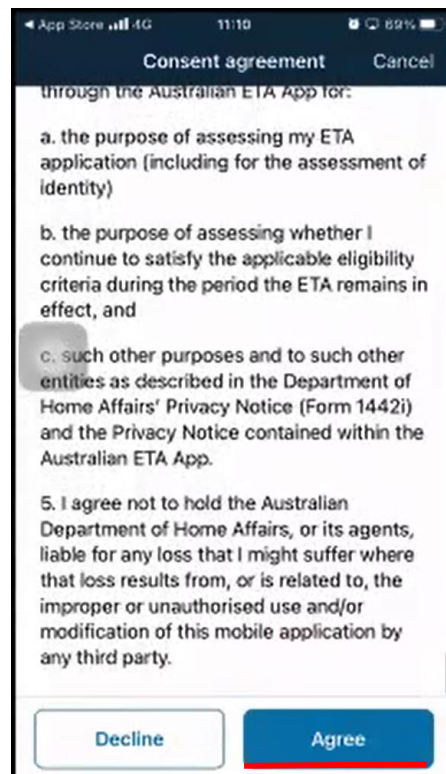 ◀ App Store 4G 11:10 69%
Consent agreement Cancel
through the Australian ETA App for:
a. the purpose of assessing my ETA
application (including for the assessment of
identity)
b. the purpose of assessing whether I
continue to satisfy the applicable eligibility
criteria during the period the ETA remains in
effect, and
c. such other purposes and to such other
entities as described in the Department of
Home Affairs' Privacy Notice (Form 1442i)
and the Privacy Notice contained within the
Australian ETA App.
5. I agree not to hold the Australian
Department of Home Affairs, or its agents,
liable for any loss that I might suffer where
that loss results from, or is related to, the
improper or unauthorised use and/or
modification of this mobile application by
any third party.
Decline Agree